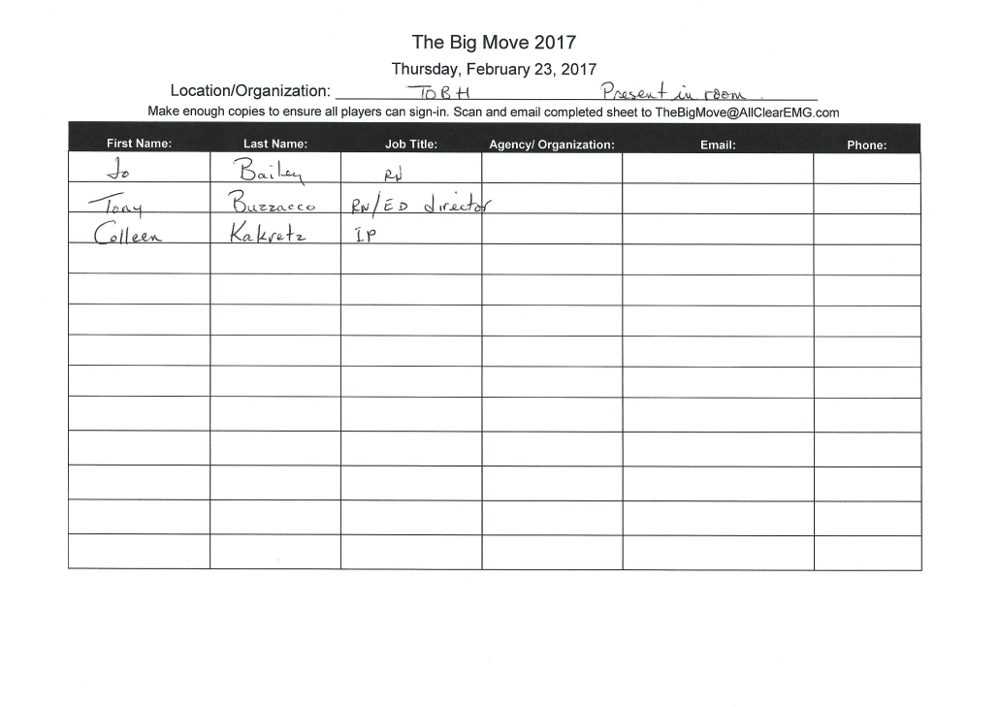 The Big Move 2017
Thursday, February 23, 2017
Location/Organization: TOBH Present in room.
Make enough copies to ensure all players can sign-in. Scan and email completed sheet to TheBigMove@AllClearEMG.com
First Name: Last Name: Job Title: Agency/ Organization: Email: Phone:
Jo Bailey RN
Tony Buzzacco RN/ED director
Colleen Kakretz IP